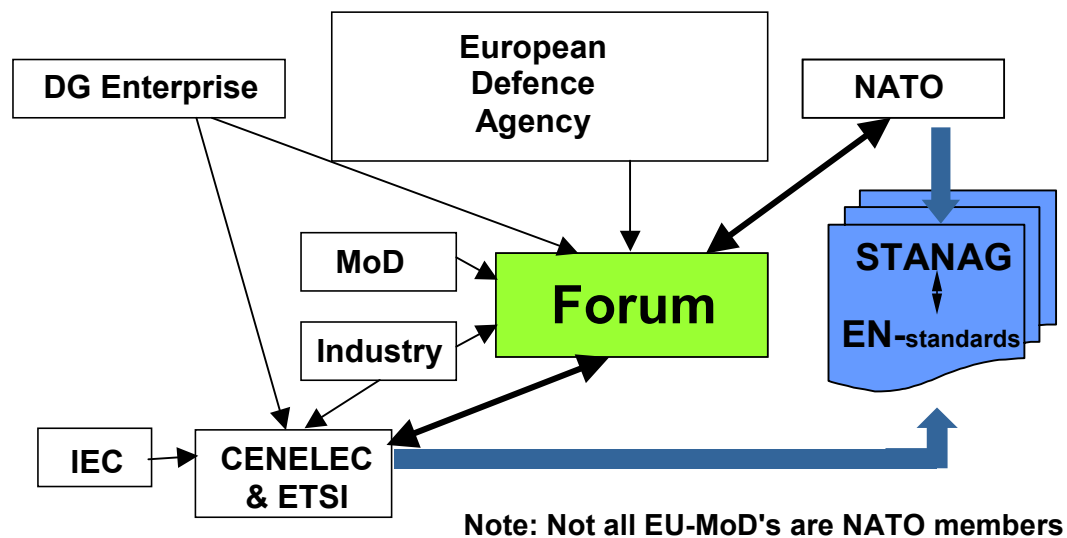 European
Defence
Agency
DG Enterprise
NATO
MoD
Forum
STANAG
EN-standards
Industry
IEC
CENELEC
& ETSI
Note: Not all EU-MoD's are NATO members